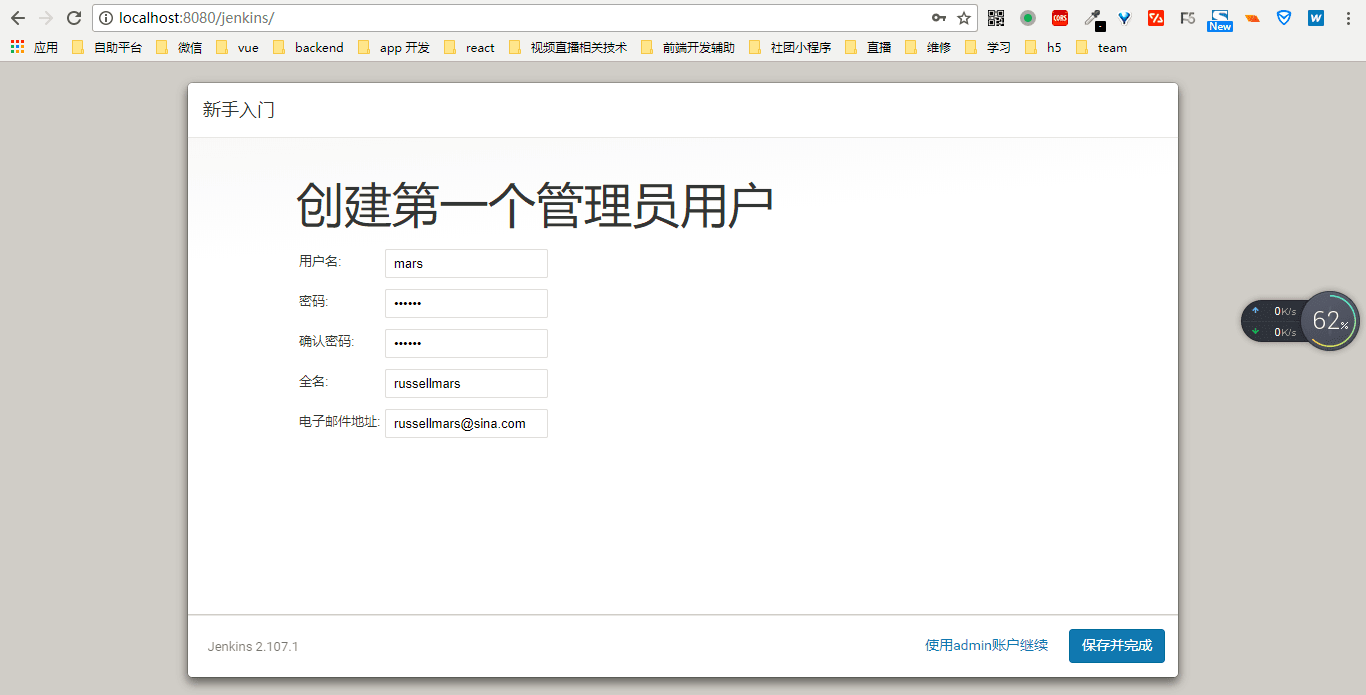 localhost:8080/jenkins/
CORS
F5
New
W
应用 自助平台 微信 vue backend app 开发 react 视频直播相关技术 前端开发辅助 社团小程序 直播 维修 学习 h5 team
新手入门
创建第一个管理员用户
用户名: mars
密码: ••••••
确认密码: ••••••
全名: russellmars
电子邮件地址: russellmars@sina.com
0K/s
0K/s
62%
Jenkins 2.107.1 使用admin账户继续 保存并完成